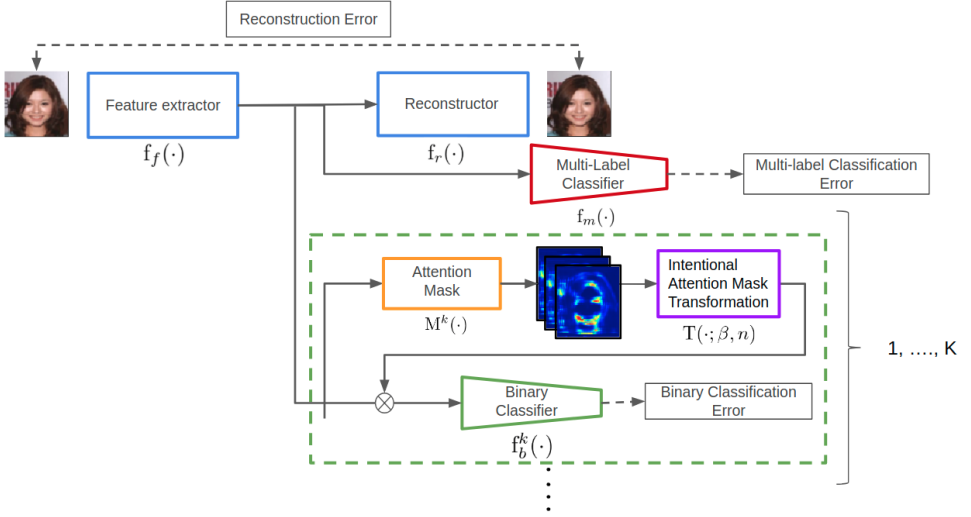 Reconstruction Error
Feature extractor
f_f(·)
Reconstructor
f_r(·)
Multi-Label
Classifier
f_m(·)
Multi-label Classification
Error
Attention
Mask
M^k(·)
Intentional
Attention Mask
Transformation
T(·; β, n)
1, …., K
Binary
Classifier
f_b^k(·)
Binary Classification
Error